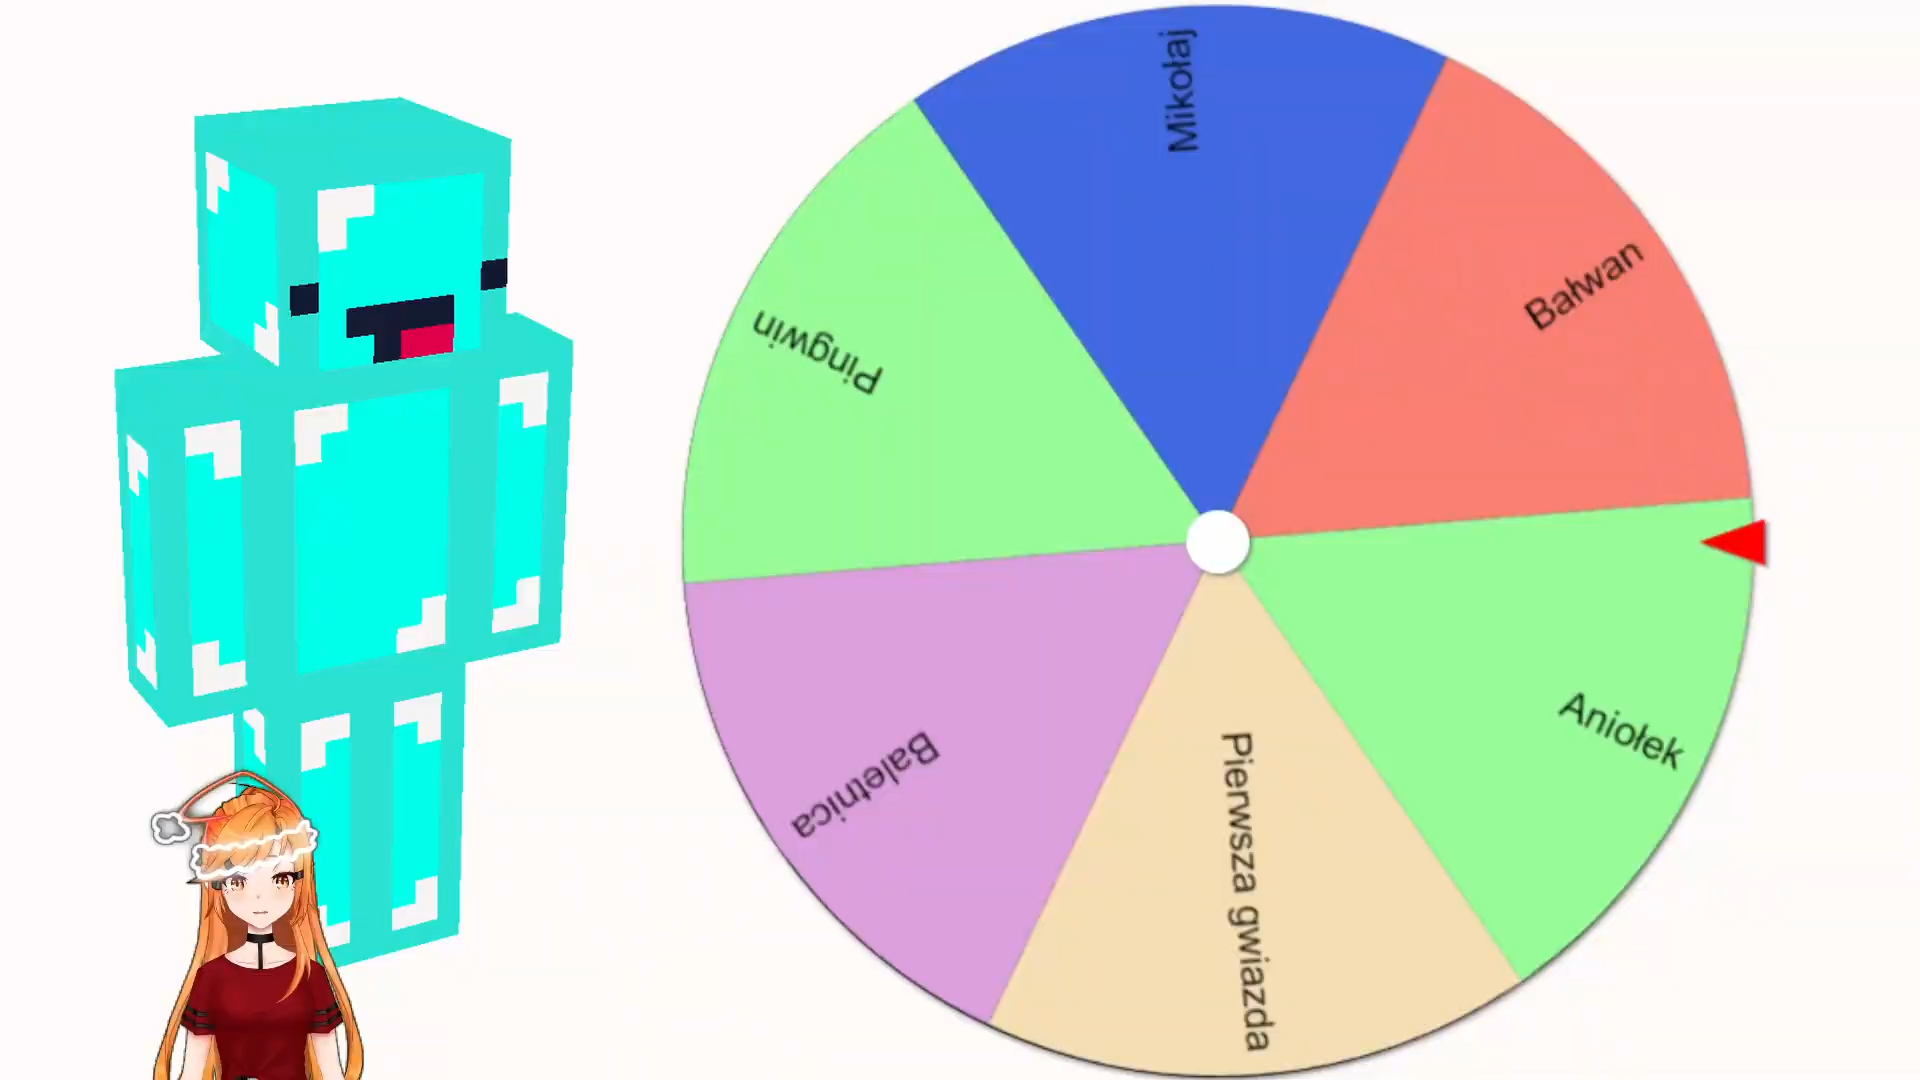 Mikołaj
Bałwan
Pingwin
Aniołek
Baletnica
Pierwsza gwiazda